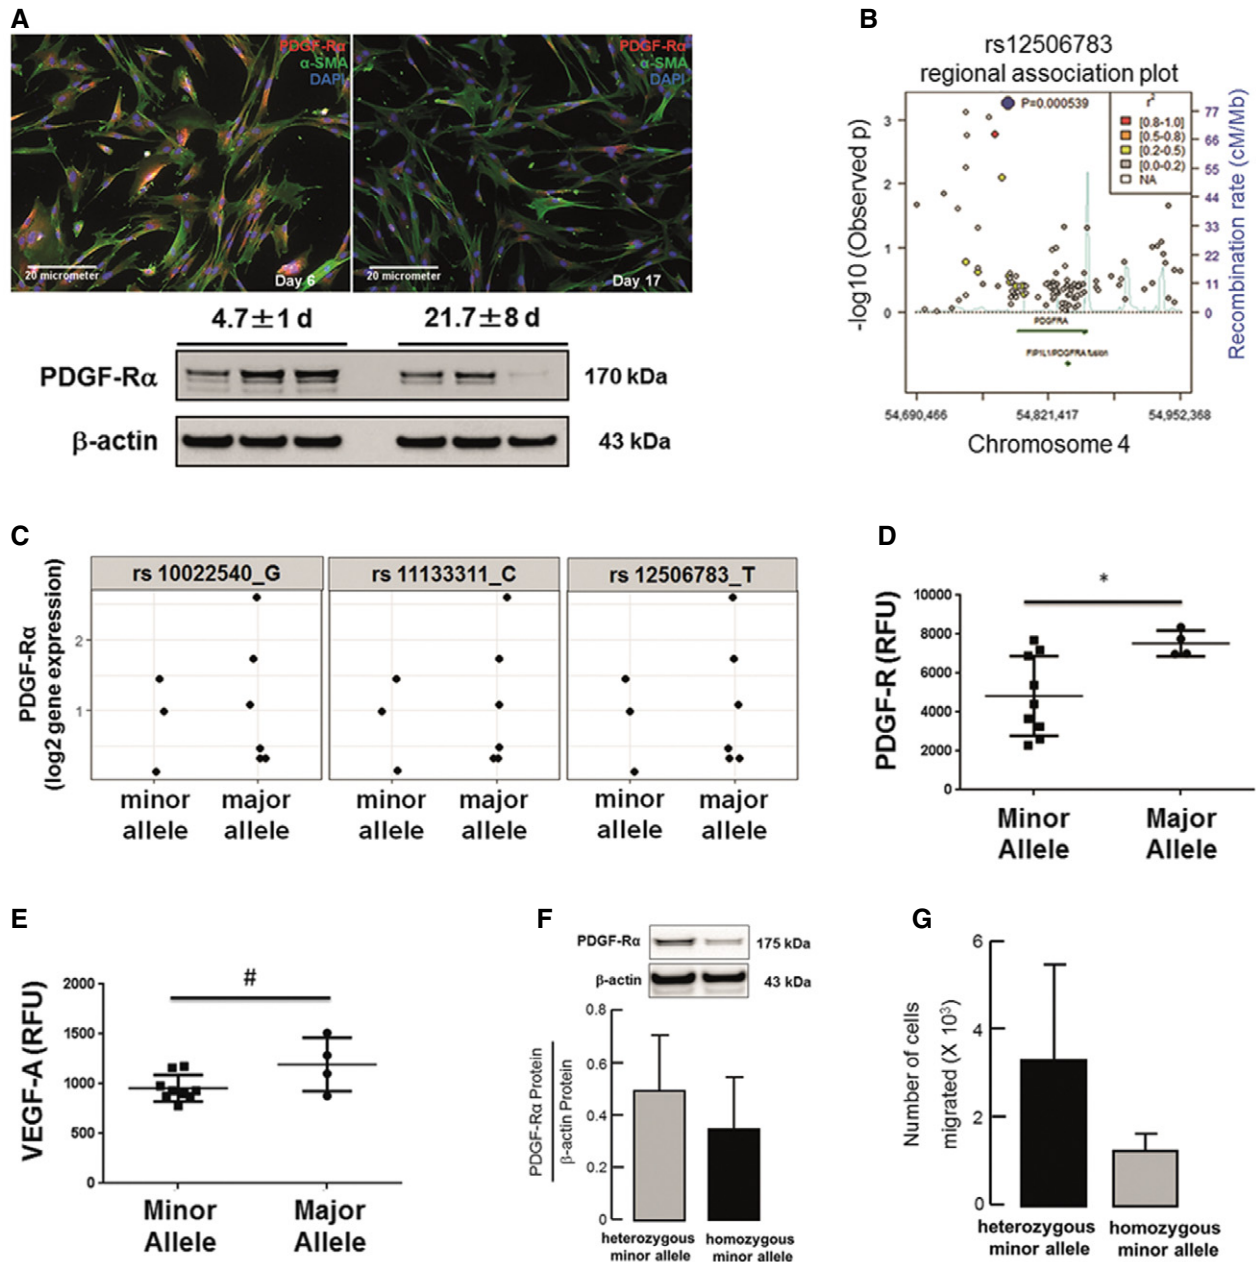 A
PDGF-Rα
α-SMA
DAPI
20 micrometer
Day 6
PDGF-Rα
α-SMA
DAPI
20 micrometer
Day 17
4.7±1 d
21.7±8 d
PDGF-Rα
170 kDa
β-actin
43 kDa
B
rs12506783
regional association plot
P=0.000539
r²
[0.8-1.0]
[0.5-0.8]
[0.2-0.5]
[0.0-0.2]
NA
-log10 (Observed p)
3
2
1
0
Recombination rate (cM/Mb)
77
66
55
44
33
22
11
0
PDGFRA
FIP1L1/PDGFRA fusion
54,690,466
54,821,417
54,952,368
Chromosome 4
C
PDGF-Rα
(log2 gene expression)
2
1
rs 10022540_G
rs 11133311_C
rs 12506783_T
minor
allele
major
allele
minor
allele
major
allele
minor
allele
major
allele
D
PDGF-R (RFU)
10000
8000
6000
4000
2000
0
*
Minor
Allele
Major
Allele
E
VEGF-A (RFU)
2000
1500
1000
500
0
#
Minor
Allele
Major
Allele
F
PDGF-Rα
175 kDa
β-actin
43 kDa
PDGF-Rα Protein
β-actin Protein
0.8
0.6
0.4
0.2
0
heterozygous
minor allele
homozygous
minor allele
G
Number of cells
migrated (X 10³)
6
4
2
0
heterozygous
minor allele
homozygous
minor allele